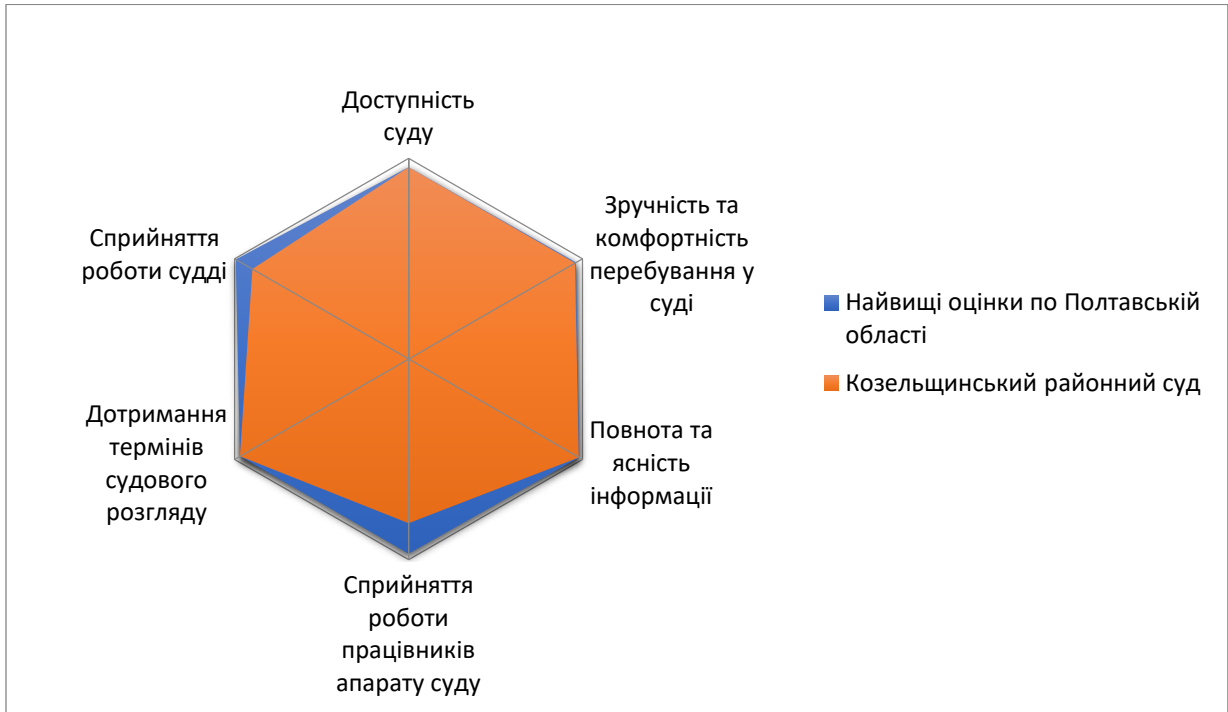 Доступність
суду
Зручність та
комфортність
перебування у
суді
Повнота та
ясність
інформації
Сприйняття
роботи
працівників
апарату суду
Дотримання
термінів
судового
розгляду
Сприйняття
роботи судді
Найвищі оцінки по Полтавській
області
Козельщинський районний суд